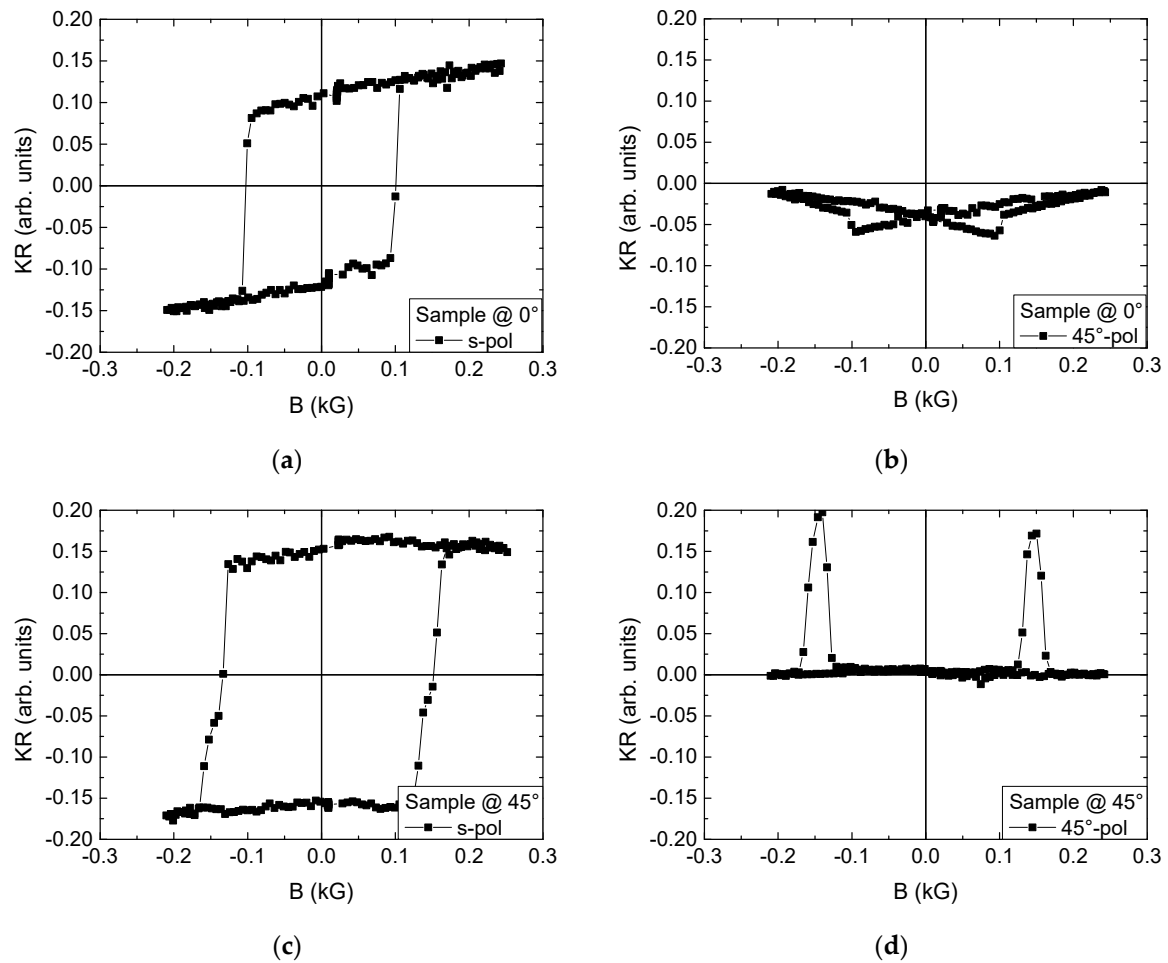 0.20
0.15
0.10
0.05
0.00
-0.05
-0.10
-0.15
-0.20
KR (arb. units)
-0.3 -0.2 -0.1 0.0 0.1 0.2 0.3
B (kG)
Sample @ 0°
s-pol
(a)
0.20
0.15
0.10
0.05
0.00
-0.05
-0.10
-0.15
-0.20
KR (arb. units)
-0.3 -0.2 -0.1 0.0 0.1 0.2 0.3
B (kG)
Sample @ 0°
45°-pol
(b)
0.20
0.15
0.10
0.05
0.00
-0.05
-0.10
-0.15
-0.20
KR (arb. units)
-0.3 -0.2 -0.1 0.0 0.1 0.2 0.3
B (kG)
Sample @ 45°
s-pol
(c)
0.20
0.15
0.10
0.05
0.00
-0.05
-0.10
-0.15
-0.20
KR (arb. units)
-0.3 -0.2 -0.1 0.0 0.1 0.2 0.3
B (kG)
Sample @ 45°
45°-pol
(d)